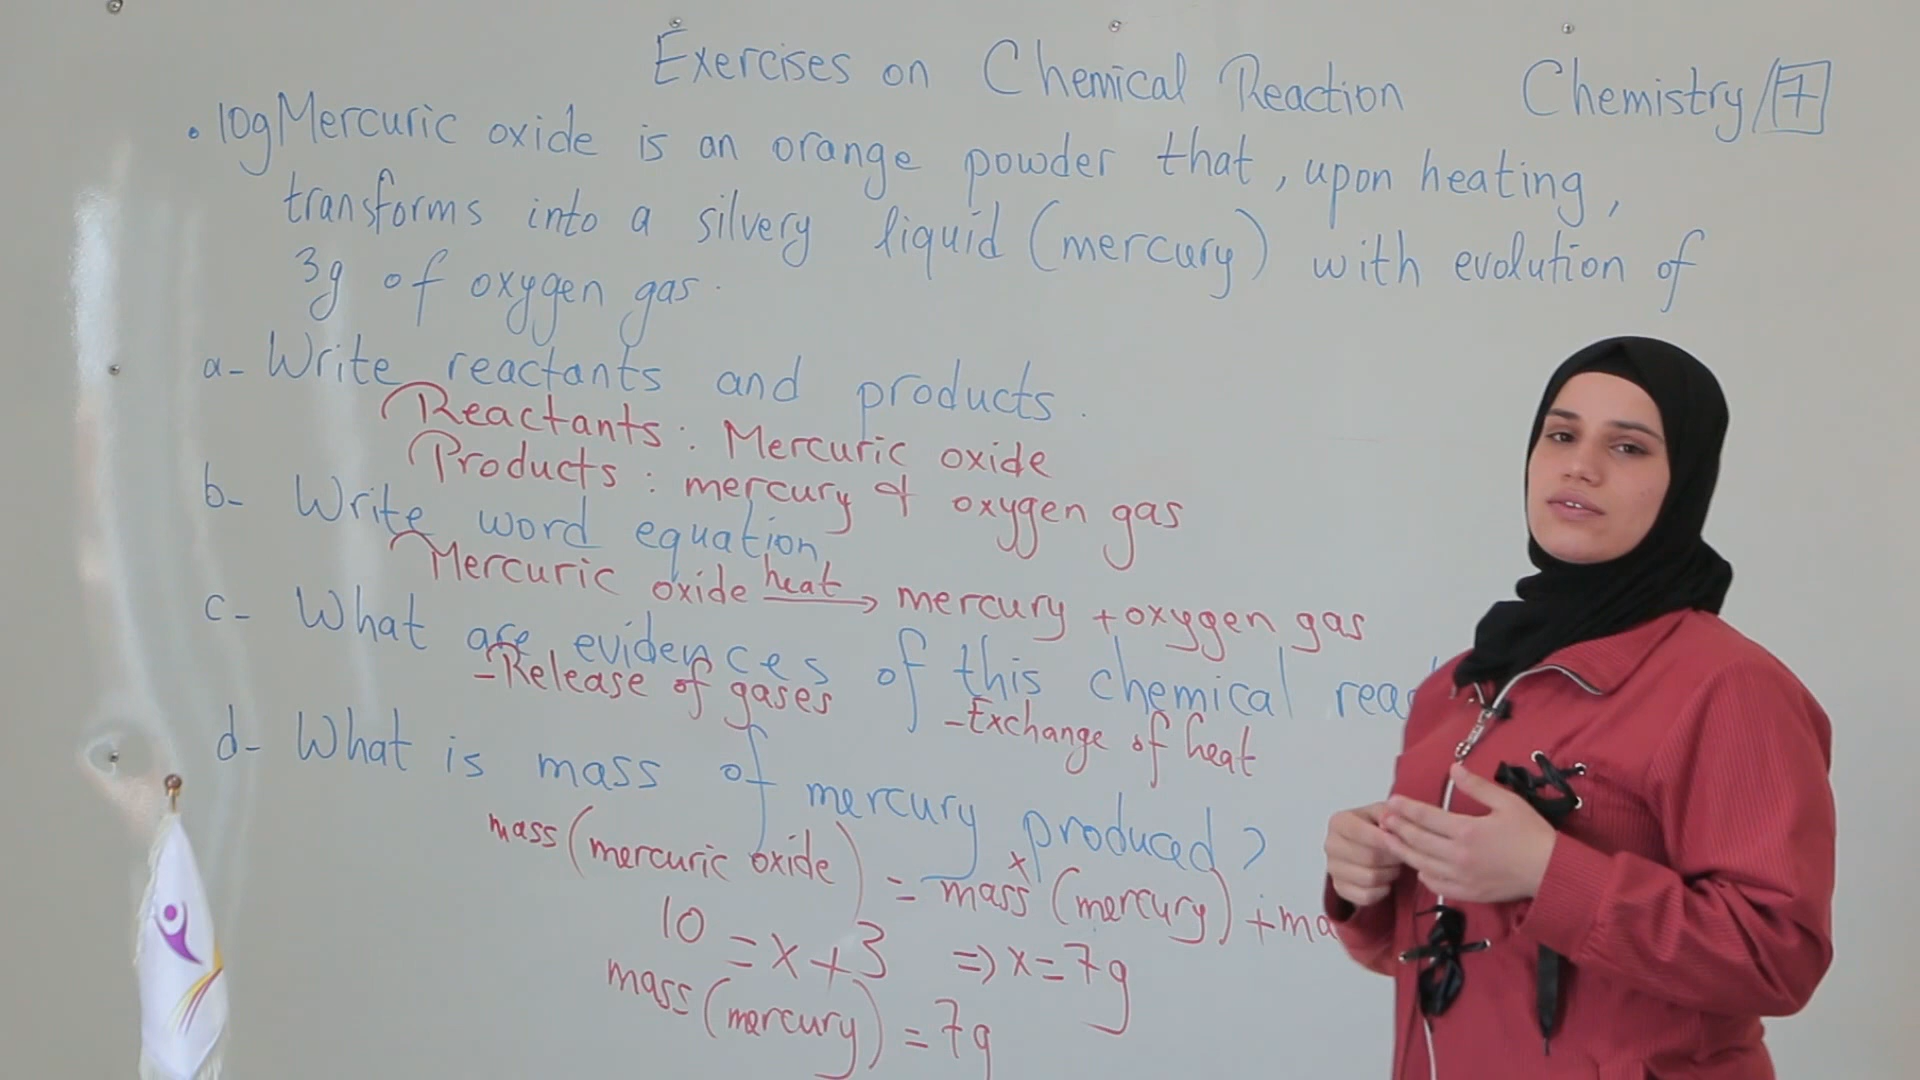 Exercises on Chemical Reaction Chemistry/7
• 10g Mercuric oxide is an orange powder that, upon heating,
transforms into a silvery liquid (mercury) with evolution of
3g of oxygen gas.
a- Write reactants and products.
Reactants: Mercuric oxide
Products: mercury & oxygen gas
b- Write word equation.
Mercuric oxide heat → mercury + oxygen gas
c- What are evidences of this chemical reac
-Release of gases -Exchange of heat
d- What is mass of mercury produced?
mass (mercuric oxide) = mass (mercury) + ma
x
10 = x + 3 => x = 7g
mass (mercury) = 7g